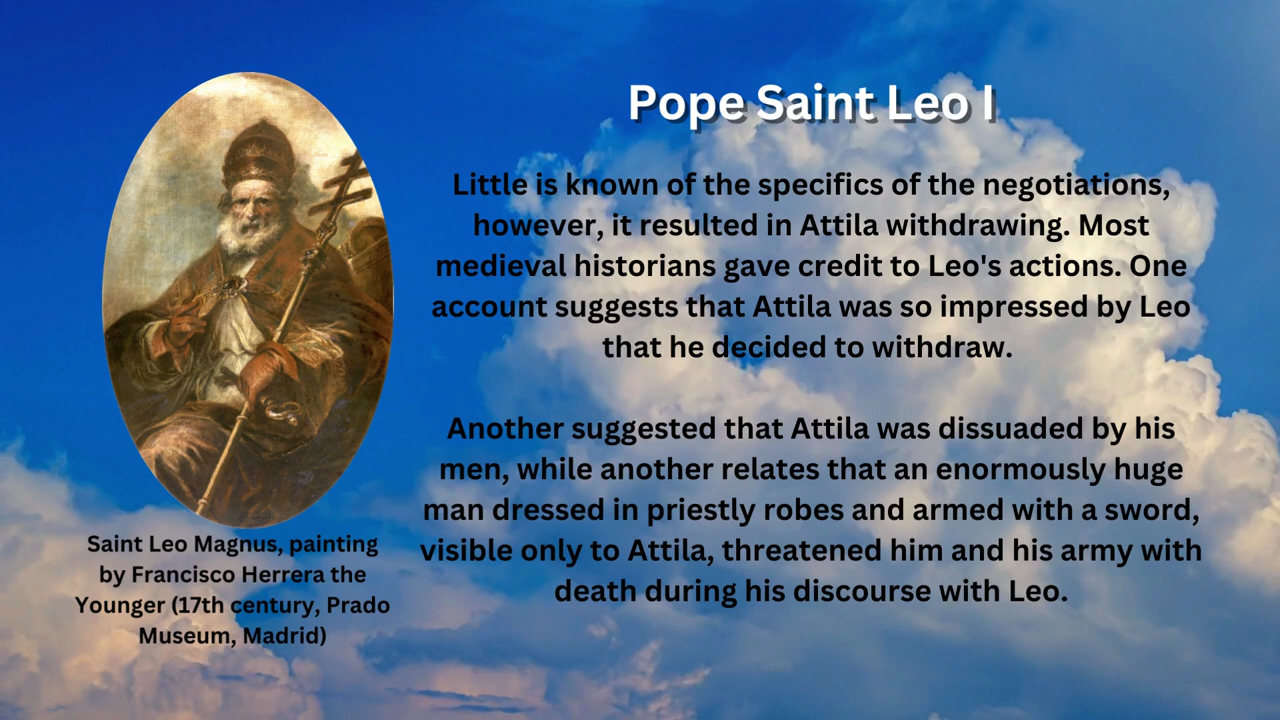 Pope Saint Leo I
Little is known of the specifics of the negotiations,
however, it resulted in Attila withdrawing. Most
medieval historians gave credit to Leo's actions. One
account suggests that Attila was so impressed by Leo
that he decided to withdraw.
Another suggested that Attila was dissuaded by his
men, while another relates that an enormously huge
man dressed in priestly robes and armed with a sword,
visible only to Attila, threatened him and his army with
death during his discourse with Leo.
Saint Leo Magnus, painting
by Francisco Herrera the
Younger (17th century, Prado
Museum, Madrid)